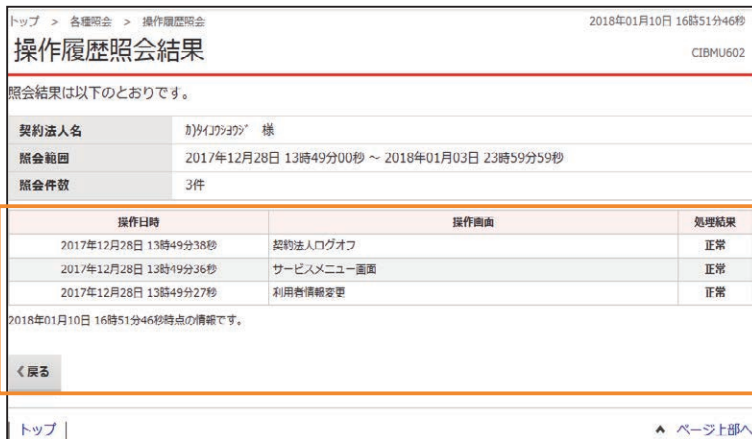 トップ > 各種照会 > 操作履歴照会 2018年01月10日 16時51分46秒
操作履歴照会結果 CIBMU602
照会結果は以下のとおりです。
契約法人名 カ)タイコウシヨウジ 様
照会範囲 2017年12月28日 13時49分00秒 ~ 2018年01月03日 23時59分59秒
照会件数 3件
操作日時 操作画面 処理結果
2017年12月28日 13時49分38秒 契約法人ログオフ 正常
2017年12月28日 13時49分36秒 サービスメニュー画面 正常
2017年12月28日 13時49分27秒 利用者情報変更 正常
2018年01月10日 16時51分46秒時点の情報です。
《戻る
| トップ | ページ上部へ